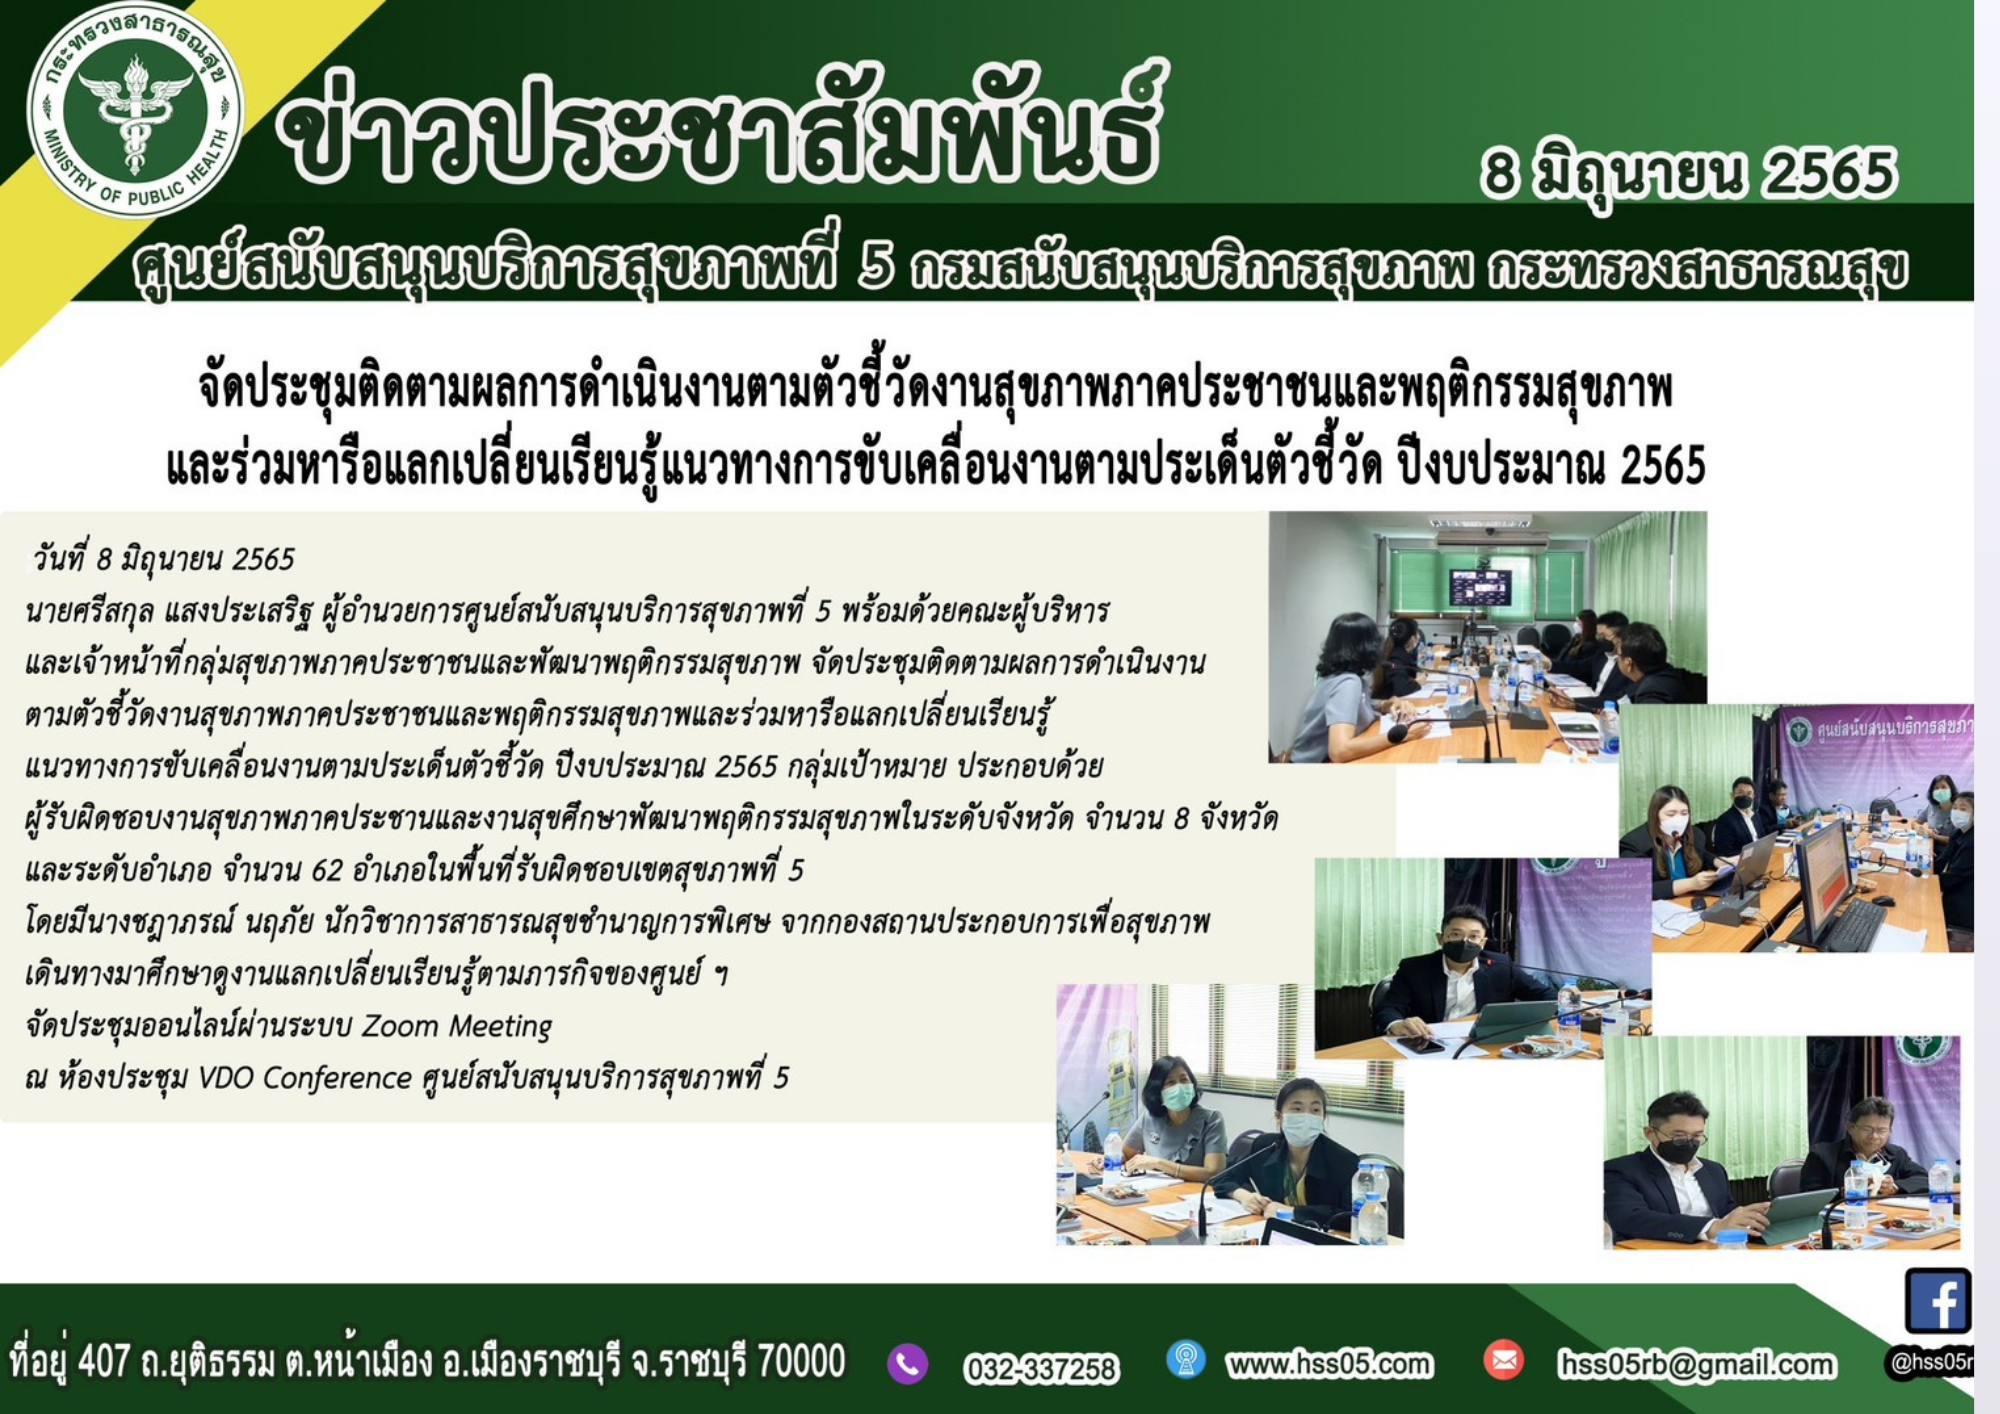 กระทรวงสาธารณสุข
MINISTRY OF PUBLIC HEALTH
ข่าวประชาสัมพันธ์
8 มิถุนายน 2565
ศูนย์สนับสนุนบริการสุขภาพที่ 5 กรมสนับสนุนบริการสุขภาพ กระทรวงสาธารณสุข
จัดประชุมติดตามผลการดำเนินงานตามตัวชี้วัดงานสุขภาพภาคประชาชนและพฤติกรรมสุขภาพ
และร่วมหารือแลกเปลี่ยนเรียนรู้แนวทางการขับเคลื่อนงานตามประเด็นตัวชี้วัด ปีงบประมาณ 2565
วันที่ 8 มิถุนายน 2565
นายศรีสกุล แสงประเสริฐ ผู้อำนวยการศูนย์สนับสนุนบริการสุขภาพที่ 5 พร้อมด้วยคณะผู้บริหาร
และเจ้าหน้าที่กลุ่มสุขภาพภาคประชาชนและพัฒนาพฤติกรรมสุขภาพ จัดประชุมติดตามผลการดำเนินงาน
ตามตัวชี้วัดงานสุขภาพภาคประชาชนและพฤติกรรมสุขภาพและร่วมหารือแลกเปลี่ยนเรียนรู้
แนวทางการขับเคลื่อนงานตามประเด็นตัวชี้วัด ปีงบประมาณ 2565 กลุ่มเป้าหมาย ประกอบด้วย
ผู้รับผิดชอบงานสุขภาพภาคประชานและงานสุขศึกษาพัฒนาพฤติกรรมสุขภาพในระดับจังหวัด จำนวน 8 จังหวัด
และระดับอำเภอ จำนวน 62 อำเภอในพื้นที่รับผิดชอบเขตสุขภาพที่ 5
โดยมีนางชฎาภรณ์ นฤภัย นักวิชาการสาธารณสุขชำนาญการพิเศษ จากกองสถานประกอบการเพื่อสุขภาพ
เดินทางมาศึกษาดูงานแลกเปลี่ยนเรียนรู้ตามภารกิจของศูนย์ ฯ
จัดประชุมออนไลน์ผ่านระบบ Zoom Meeting
ณ ห้องประชุม VDO Conference ศูนย์สนับสนุนบริการสุขภาพที่ 5
ศูนย์สนับสนุนบริการสุขภา
ที่อยู่ 407 ถ.ยุติธรรม ต.หน้าเมือง อ.เมืองราชบุรี จ.ราชบุรี 70000
032-337258
www.hss05.com
hss05rb@gmail.com
@hss05r